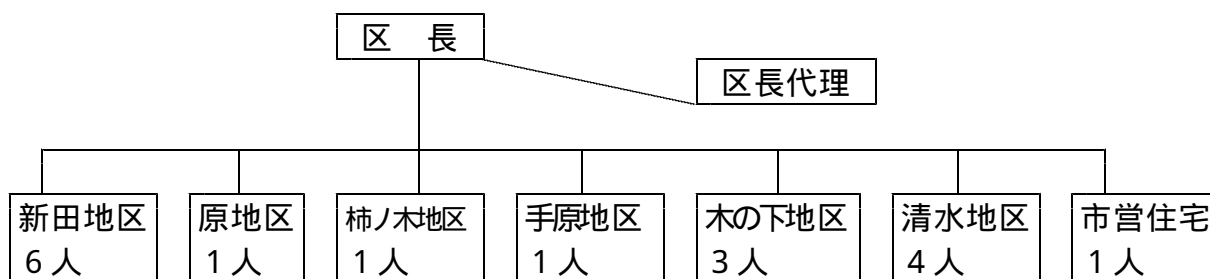 区　長
区長代理
新田地区
6人
原地区
1人
柿ノ木地区
1人
手原地区
1人
木の下地区
3人
清水地区
4人
市営住宅
1人